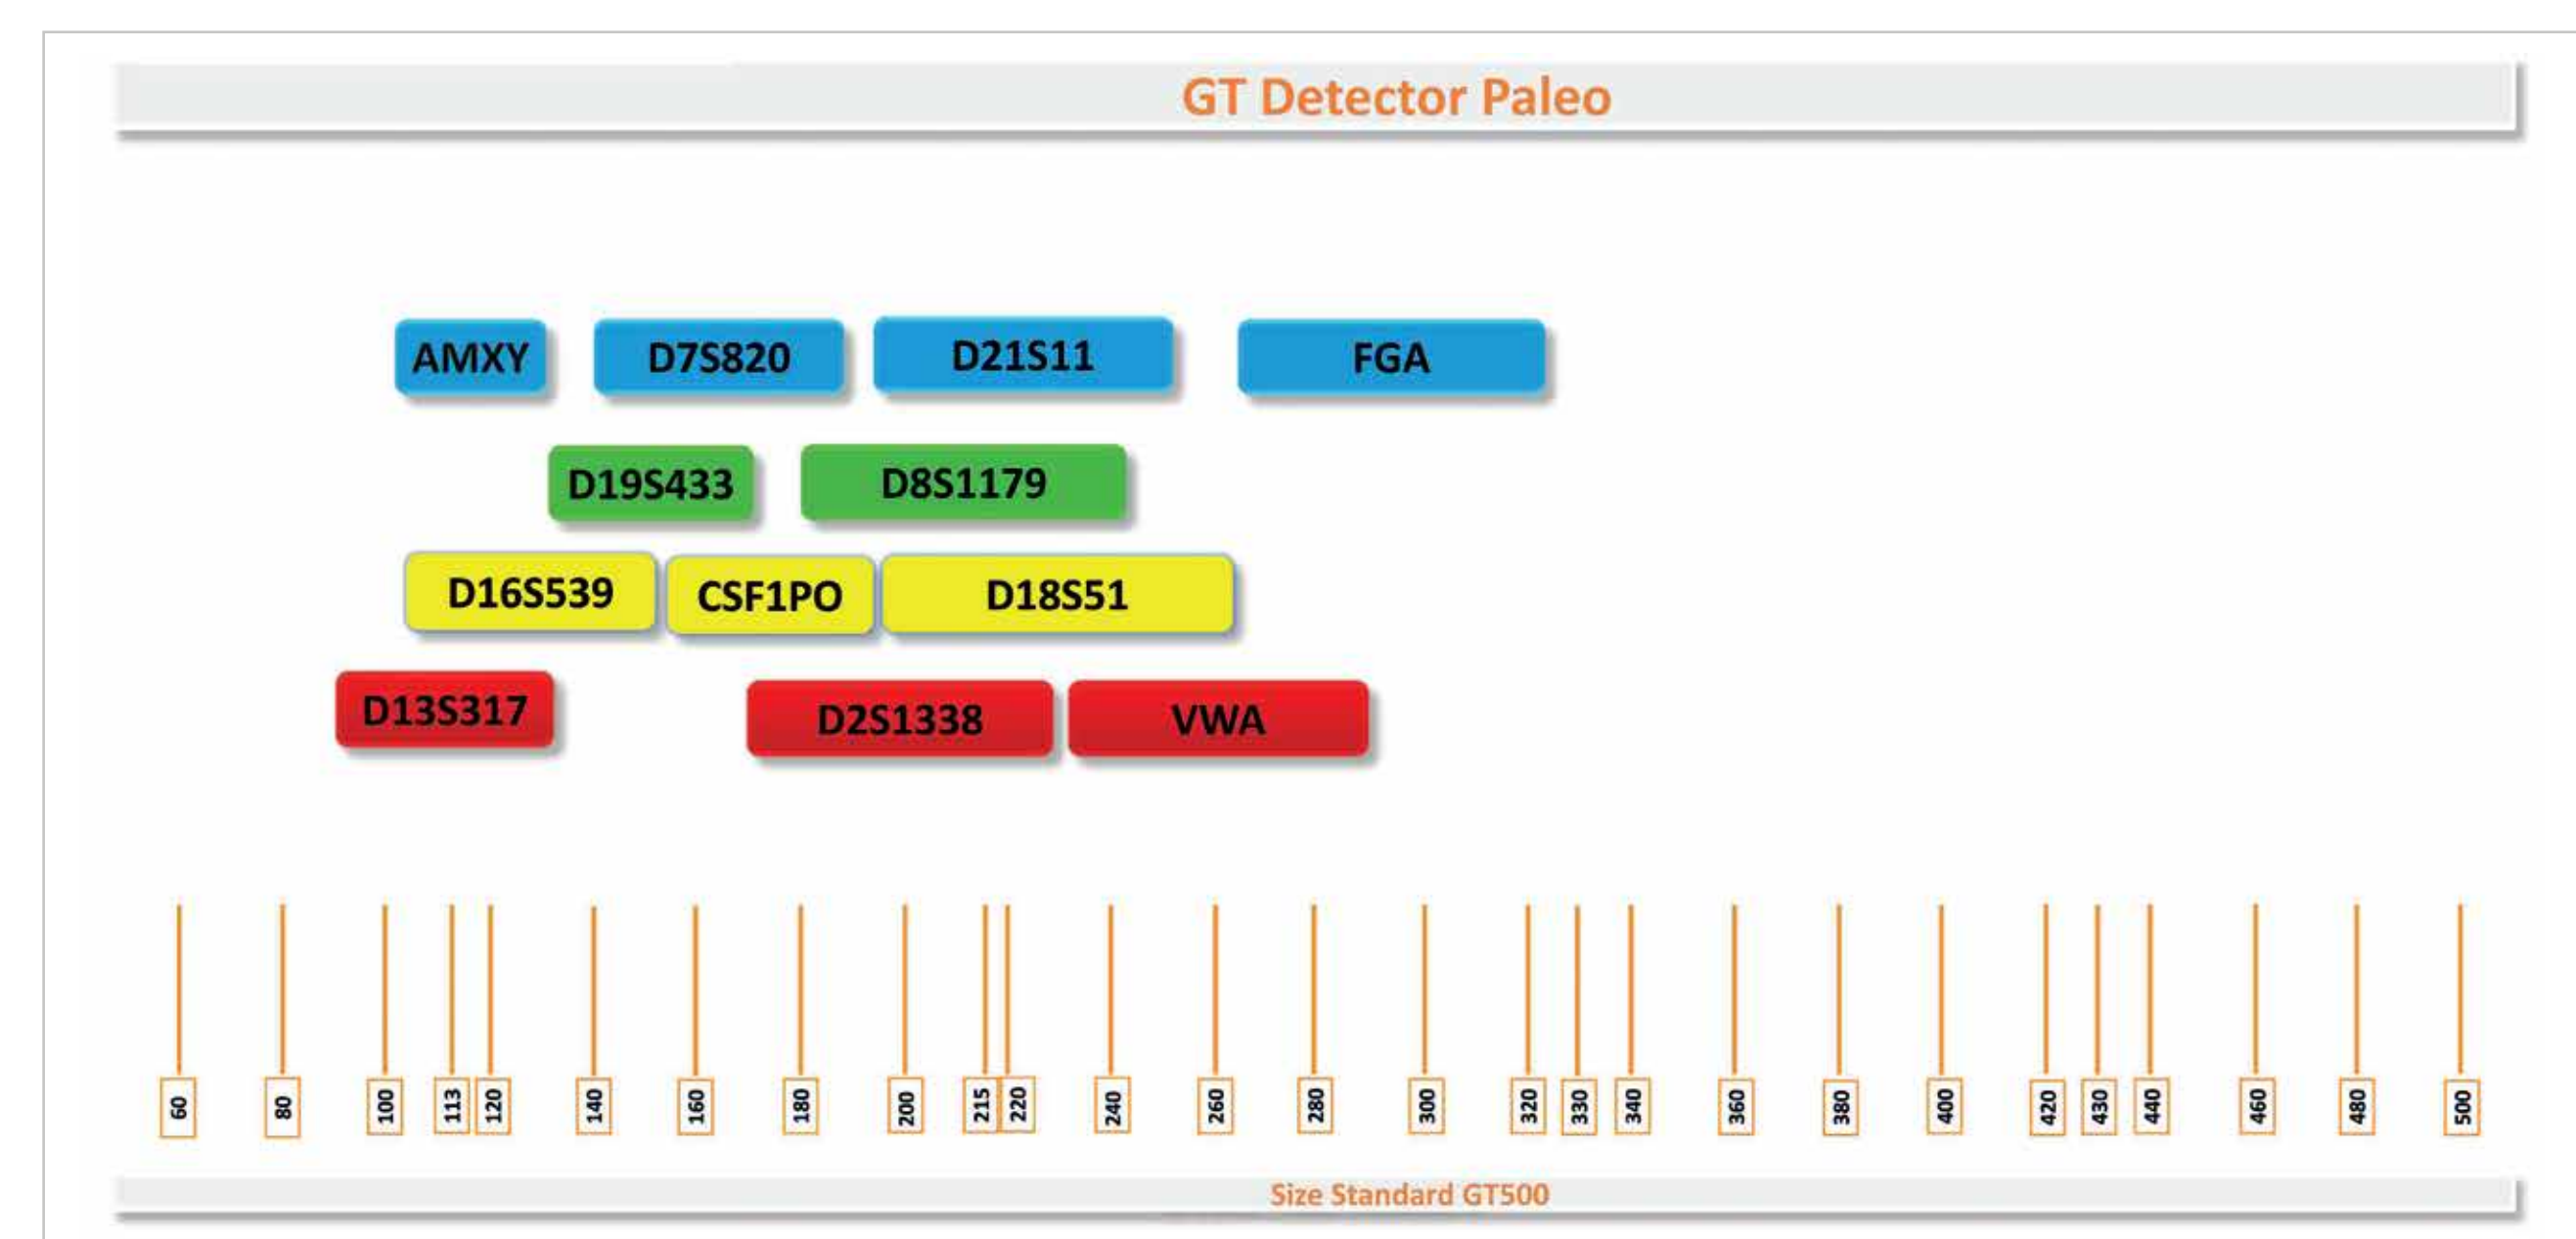 GT Detector Paleo
AMXY D7S820 D21S11 FGA
D19S433 D8S1179
D16S539 CSF1PO D18S51
D13S317 D2S1338 VWA
60 80 100 113 120 140 160 180 200 215 220 240 260 280 300 320 330 340 360 380 400 420 430 440 460 480 500
Size Standard GT500